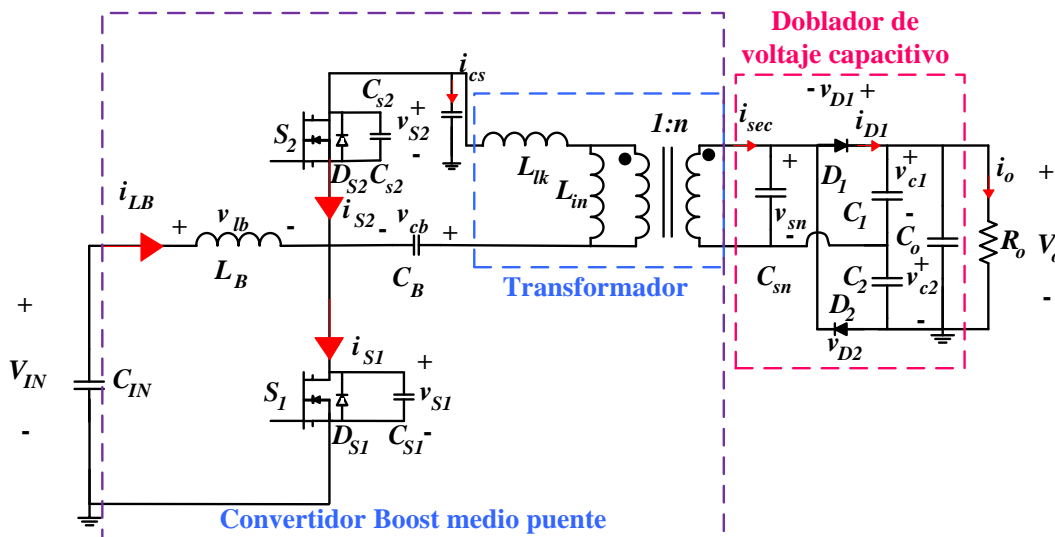 Doblador de
voltaje capacitivo
i_cs
C_s2
v_S2
+
-
S_2
D_S2
C_s2
1:n
L_lk
L_in
i_sec
- v_D1 +
i_D1
D_1
+
v_sn
-
C_sn
v_c1
+
-
C_1
C_o
C_2
v_c2
+
-
D_2
v_D2
i_o
R_o
+
V_o
-
i_LB
+
v_lb
-
L_B
i_S2
-
v_cb
+
C_B
Transformador
+
V_IN
-
C_IN
i_S1
S_1
D_S1
C_S1
+
v_S1
-
Convertidor Boost medio puente